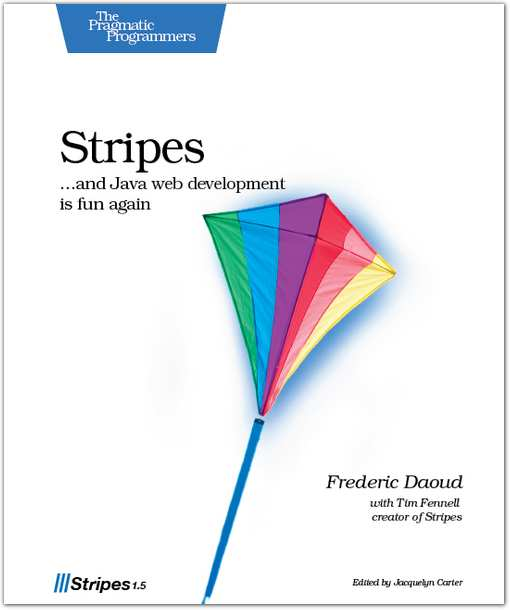 The
Pragmatic
Programmers
Stripes
...and Java web development
is fun again
Frederic Daoud
with Tim Fennell
creator of Stripes
Stripes 1.5
Edited by Jacquelyn Carter